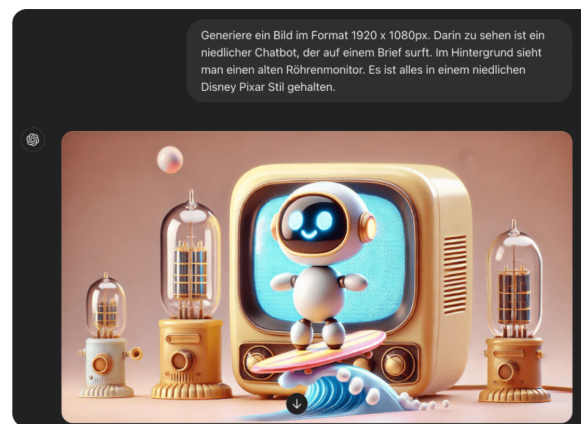 Generiere ein Bild im Format 1920 x 1080px. Darin zu sehen ist ein
niedlicher Chatbot, der auf einem Brief surft. Im Hintergrund sieht
man einen alten Röhrenmonitor. Es ist alles in einem niedlichen
Disney Pixar Stil gehalten.